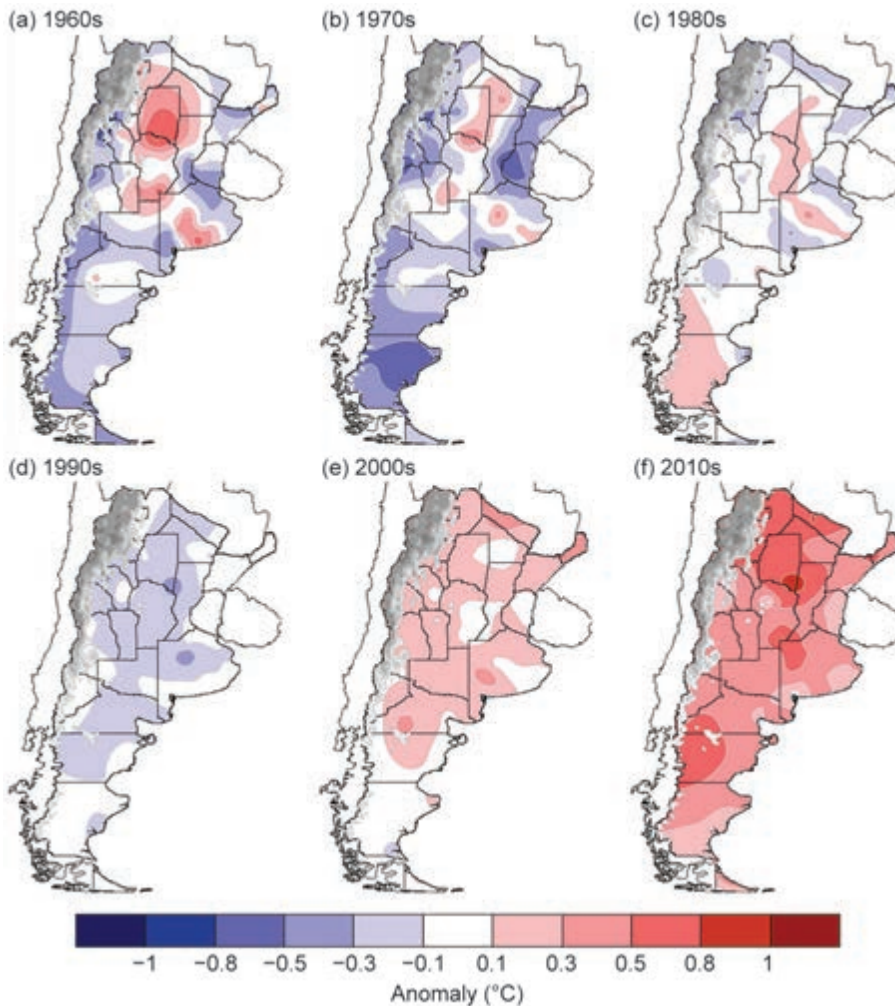 (a) 1960s
(b) 1970s
(c) 1980s
(d) 1990s
(e) 2000s
(f) 2010s
−1 −0.8 −0.5 −0.3 −0.1 0.1 0.3 0.5 0.8 1
Anomaly (°C)